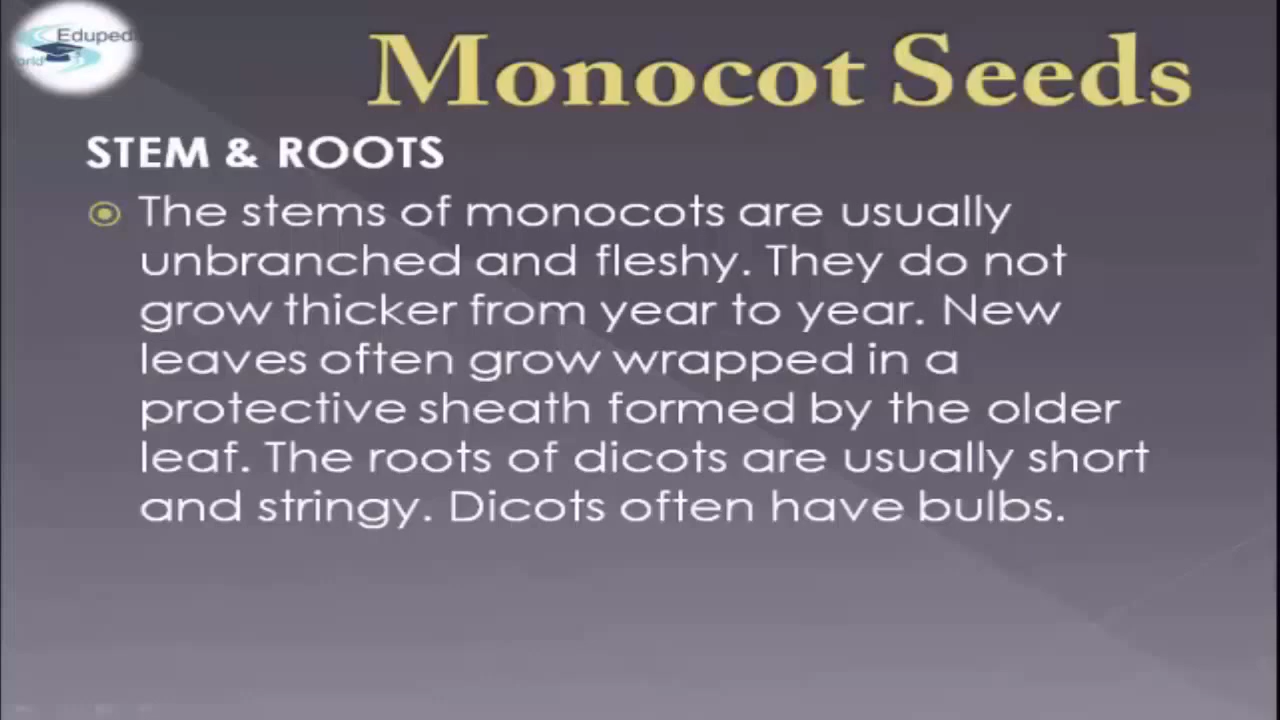 Eduped
orld
Monocot Seeds
STEM & ROOTS
The stems of monocots are usually
unbranched and fleshy. They do not
grow thicker from year to year. New
leaves often grow wrapped in a
protective sheath formed by the older
leaf. The roots of dicots are usually short
and stringy. Dicots often have bulbs.